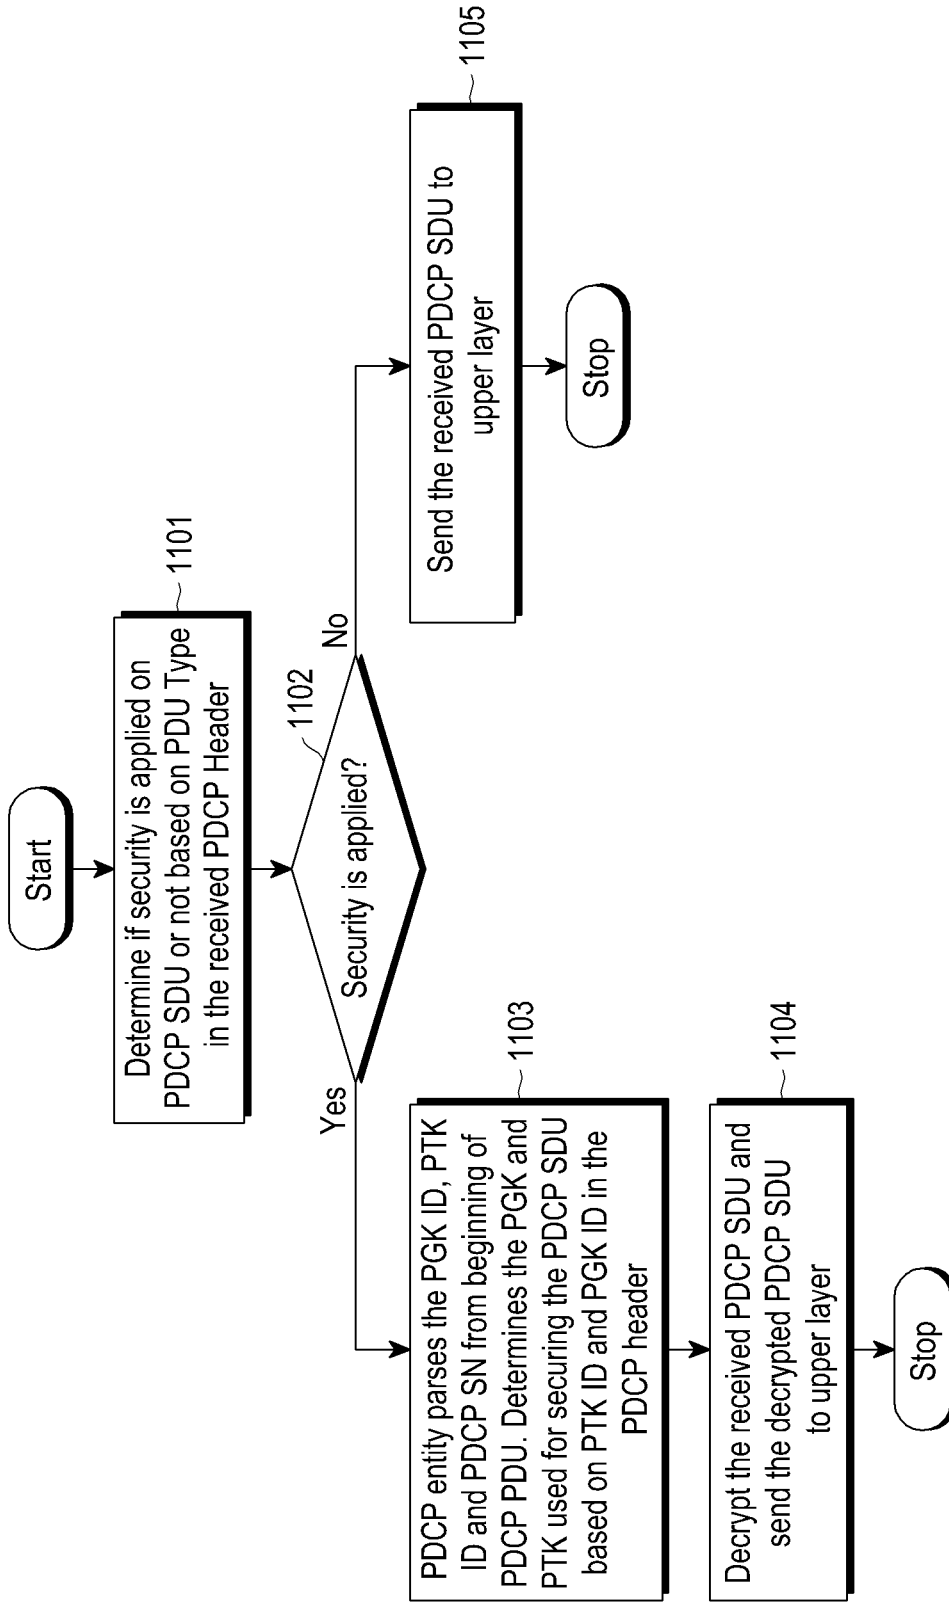 Start
Determine if security is applied on
PDCP SDU or not based on PDU Type
in the received PDCP Header
1101
Security is applied?
1102
Yes
No
PDCP entity parses the PGK ID, PTK
ID and PDCP SN from beginning of
PDCP PDU. Determines the PGK and
PTK used for securing the PDCP SDU
based on PTK ID and PGK ID in the
PDCP header
1103
Decrypt the received PDCP SDU and
send the decrypted PDCP SDU
to upper layer
1104
Stop
Send the received PDCP SDU to
upper layer
1105
Stop